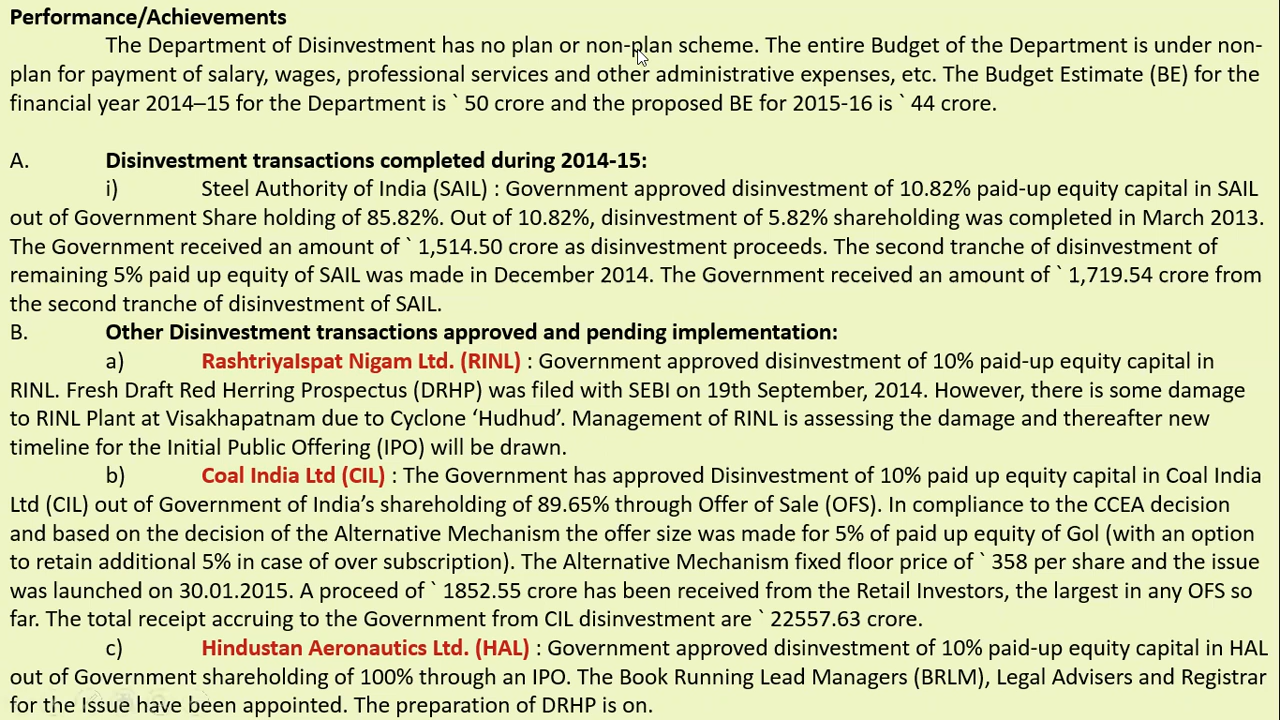 Performance/Achievements
The Department of Disinvestment has no plan or non-plan scheme. The entire Budget of the Department is under non-
plan for payment of salary, wages, professional services and other administrative expenses, etc. The Budget Estimate (BE) for the
financial year 2014–15 for the Department is ` 50 crore and the proposed BE for 2015-16 is ` 44 crore.
A. Disinvestment transactions completed during 2014-15:
i) Steel Authority of India (SAIL) : Government approved disinvestment of 10.82% paid-up equity capital in SAIL
out of Government Share holding of 85.82%. Out of 10.82%, disinvestment of 5.82% shareholding was completed in March 2013.
The Government received an amount of ` 1,514.50 crore as disinvestment proceeds. The second tranche of disinvestment of
remaining 5% paid up equity of SAIL was made in December 2014. The Government received an amount of ` 1,719.54 crore from
the second tranche of disinvestment of SAIL.
B. Other Disinvestment transactions approved and pending implementation:
a) RashtriyaIspat Nigam Ltd. (RINL) : Government approved disinvestment of 10% paid-up equity capital in
RINL. Fresh Draft Red Herring Prospectus (DRHP) was filed with SEBI on 19th September, 2014. However, there is some damage
to RINL Plant at Visakhapatnam due to Cyclone ‘Hudhud’. Management of RINL is assessing the damage and thereafter new
timeline for the Initial Public Offering (IPO) will be drawn.
b) Coal India Ltd (CIL) : The Government has approved Disinvestment of 10% paid up equity capital in Coal India
Ltd (CIL) out of Government of India’s shareholding of 89.65% through Offer of Sale (OFS). In compliance to the CCEA decision
and based on the decision of the Alternative Mechanism the offer size was made for 5% of paid up equity of GoI (with an option
to retain additional 5% in case of over subscription). The Alternative Mechanism fixed floor price of ` 358 per share and the issue
was launched on 30.01.2015. A proceed of ` 1852.55 crore has been received from the Retail Investors, the largest in any OFS so
far. The total receipt accruing to the Government from CIL disinvestment are ` 22557.63 crore.
c) Hindustan Aeronautics Ltd. (HAL) : Government approved disinvestment of 10% paid-up equity capital in HAL
out of Government shareholding of 100% through an IPO. The Book Running Lead Managers (BRLM), Legal Advisers and Registrar
for the Issue have been appointed. The preparation of DRHP is on.